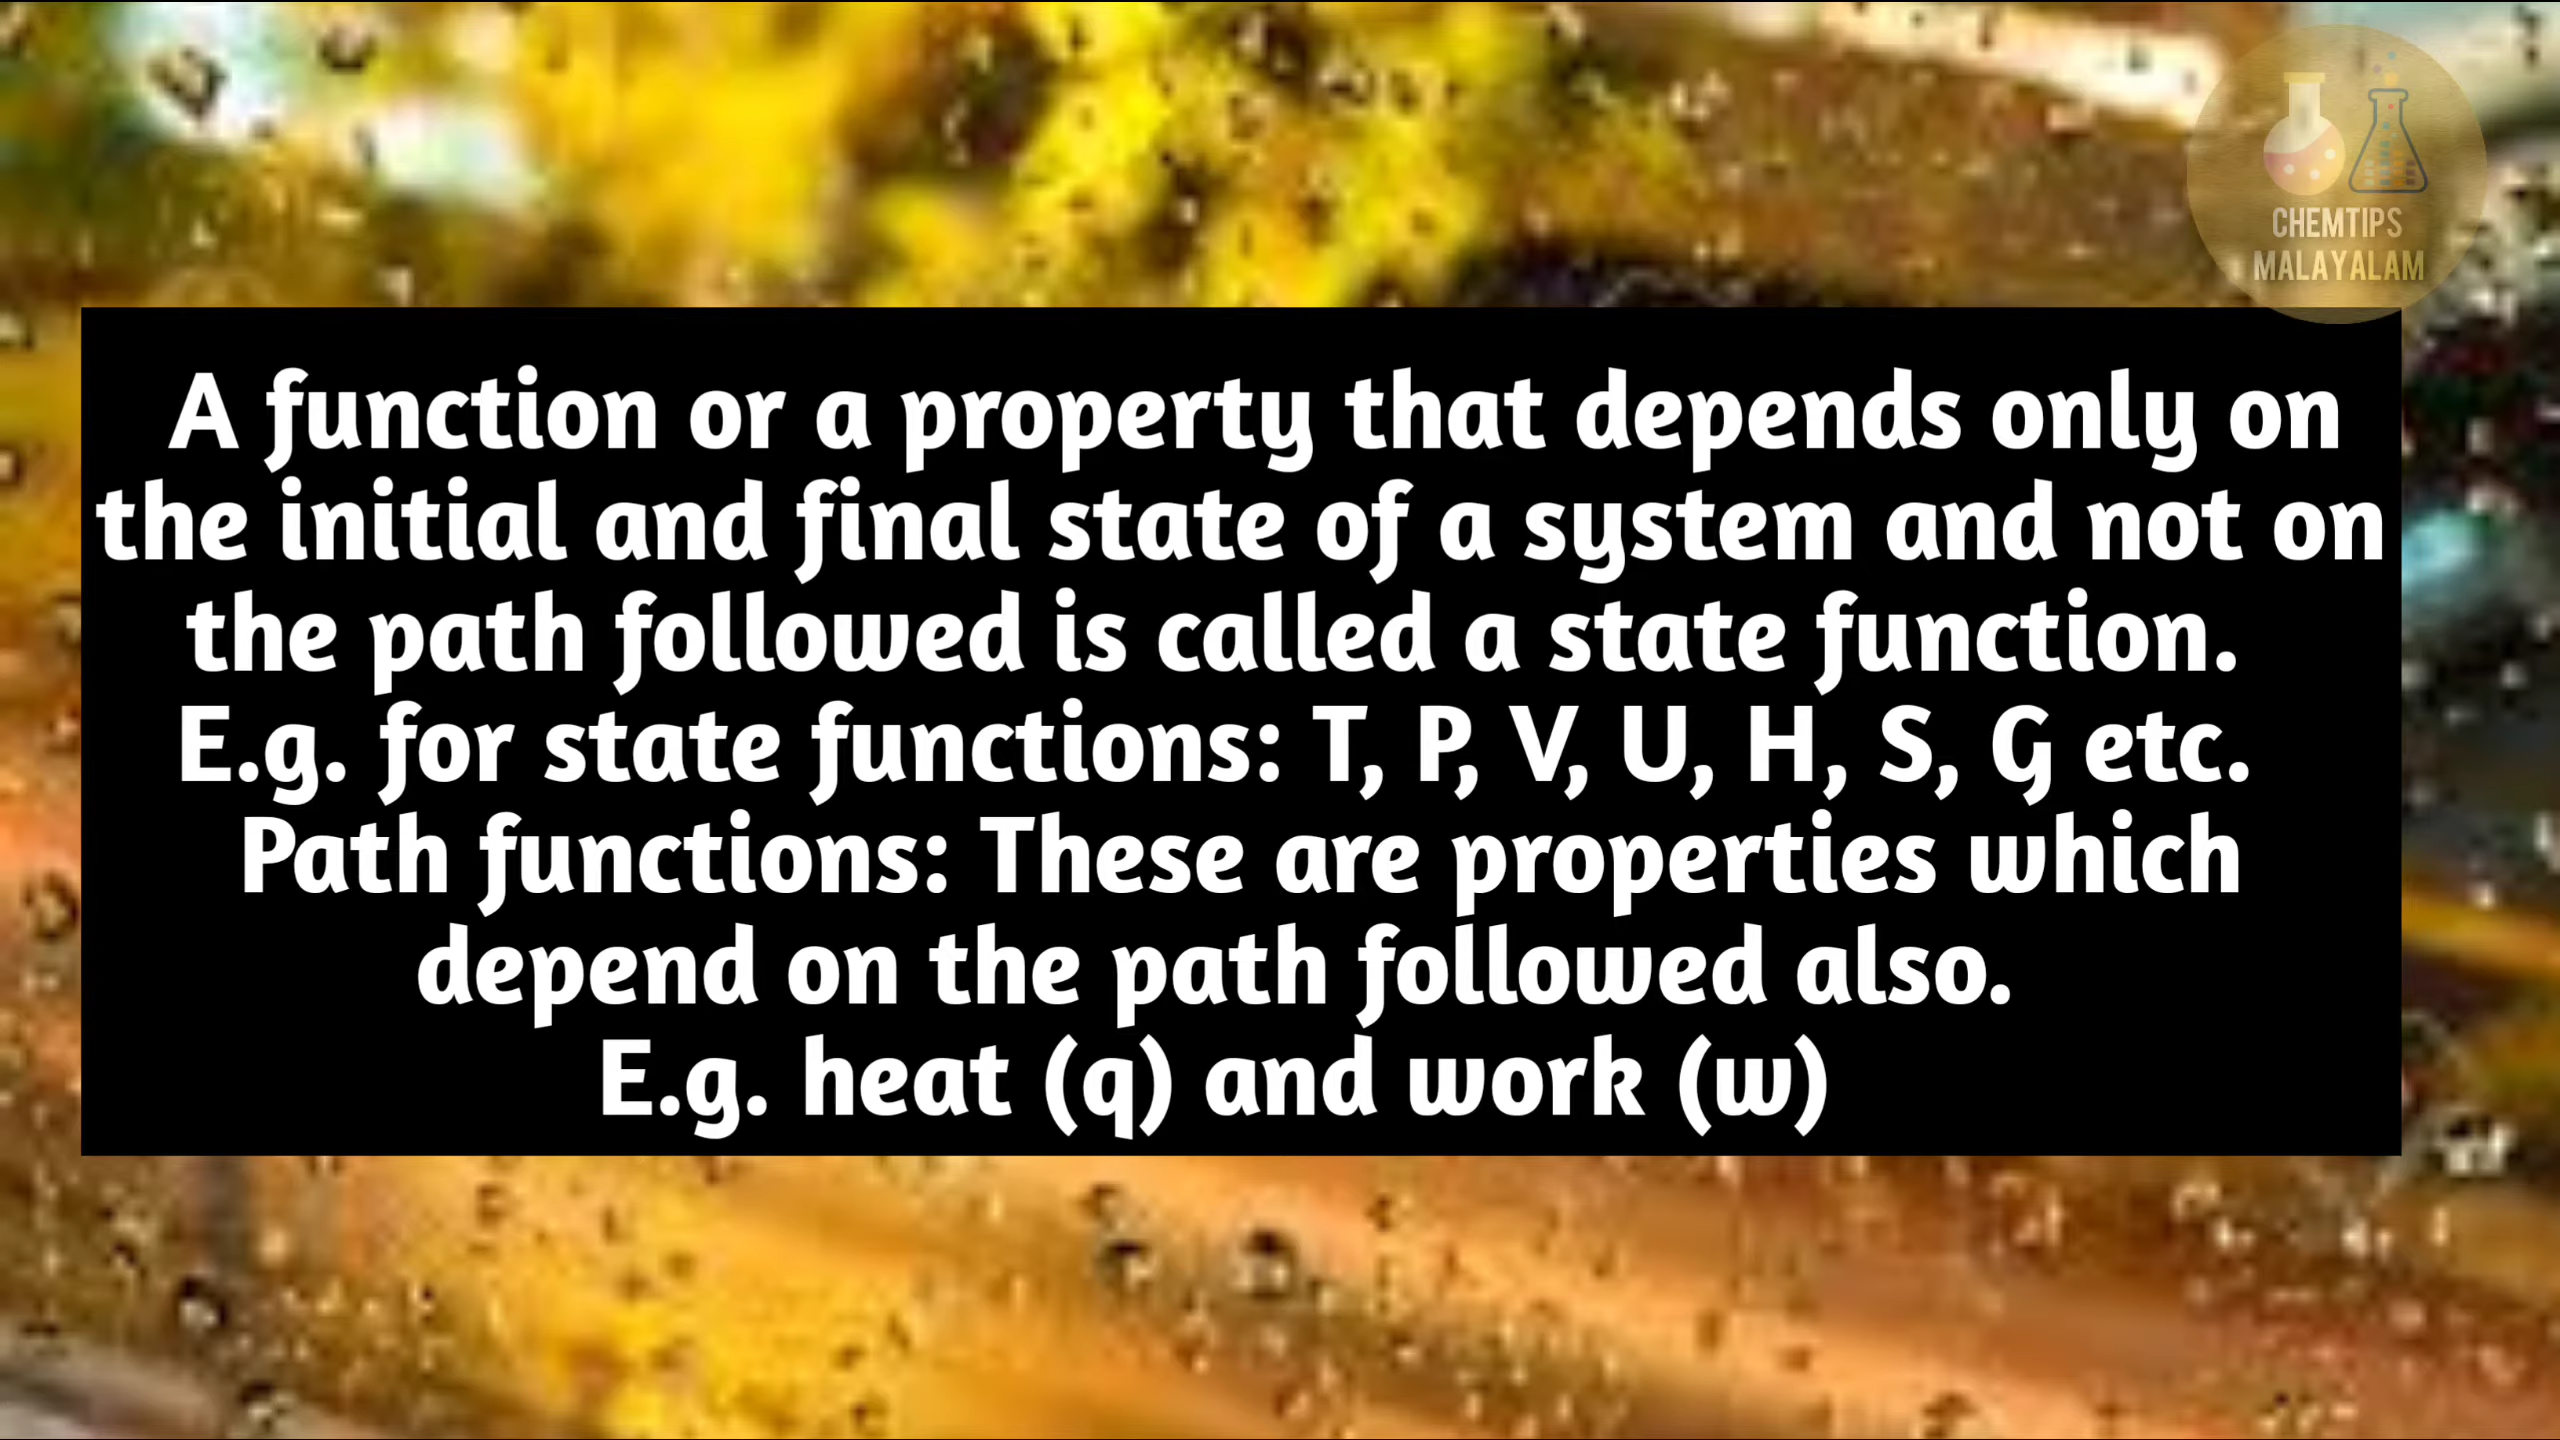 CHEMTIPS
MALAYALAM
A function or a property that depends only on
the initial and final state of a system and not on
the path followed is called a state function.
E.g. for state functions: T, P, V, U, H, S, G etc.
Path functions: These are properties which
depend on the path followed also.
E.g. heat (q) and work (w)